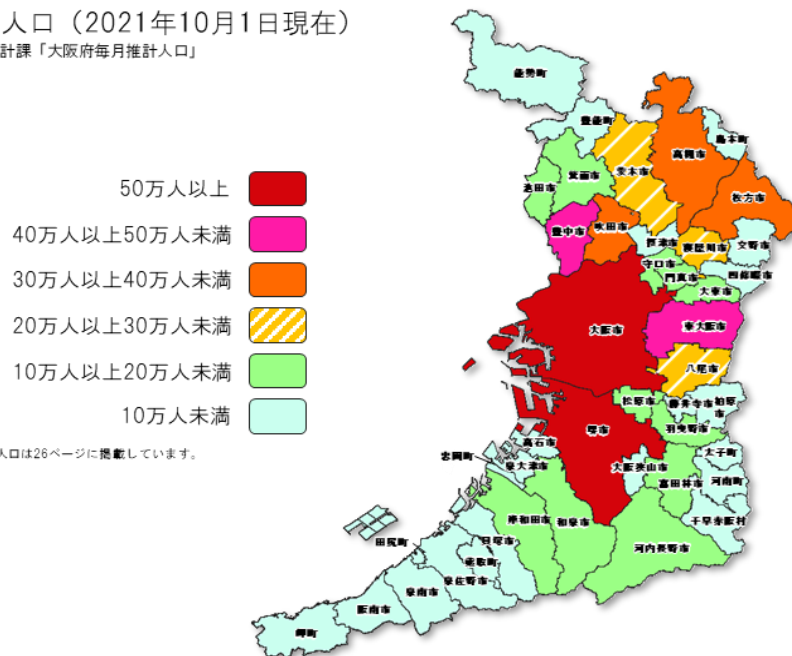 人口（2021年10月1日現在）
計課「大阪府毎月推計人口」
50万人以上
40万人以上50万人未満
30万人以上40万人未満
20万人以上30万人未満
10万人以上20万人未満
10万人未満
人口は26ページに掲載しています。
能勢町
豊能町
島本町
高槻市
茨木市
箕面市
池田市
枚方市
豊中市
吹田市
摂津市
寝屋川市
交野市
守口市
門真市
四條畷市
大東市
大阪市
東大阪市
八尾市
松原市
藤井寺市
柏原市
羽曳野市
堺市
高石市
太子町
忠岡町
泉大津市
大阪狭山市
富田林市
河南町
千早赤阪村
岸和田市
和泉市
河内長野市
田尻町
貝塚市
熊取町
泉佐野市
泉南市
阪南市
岬町